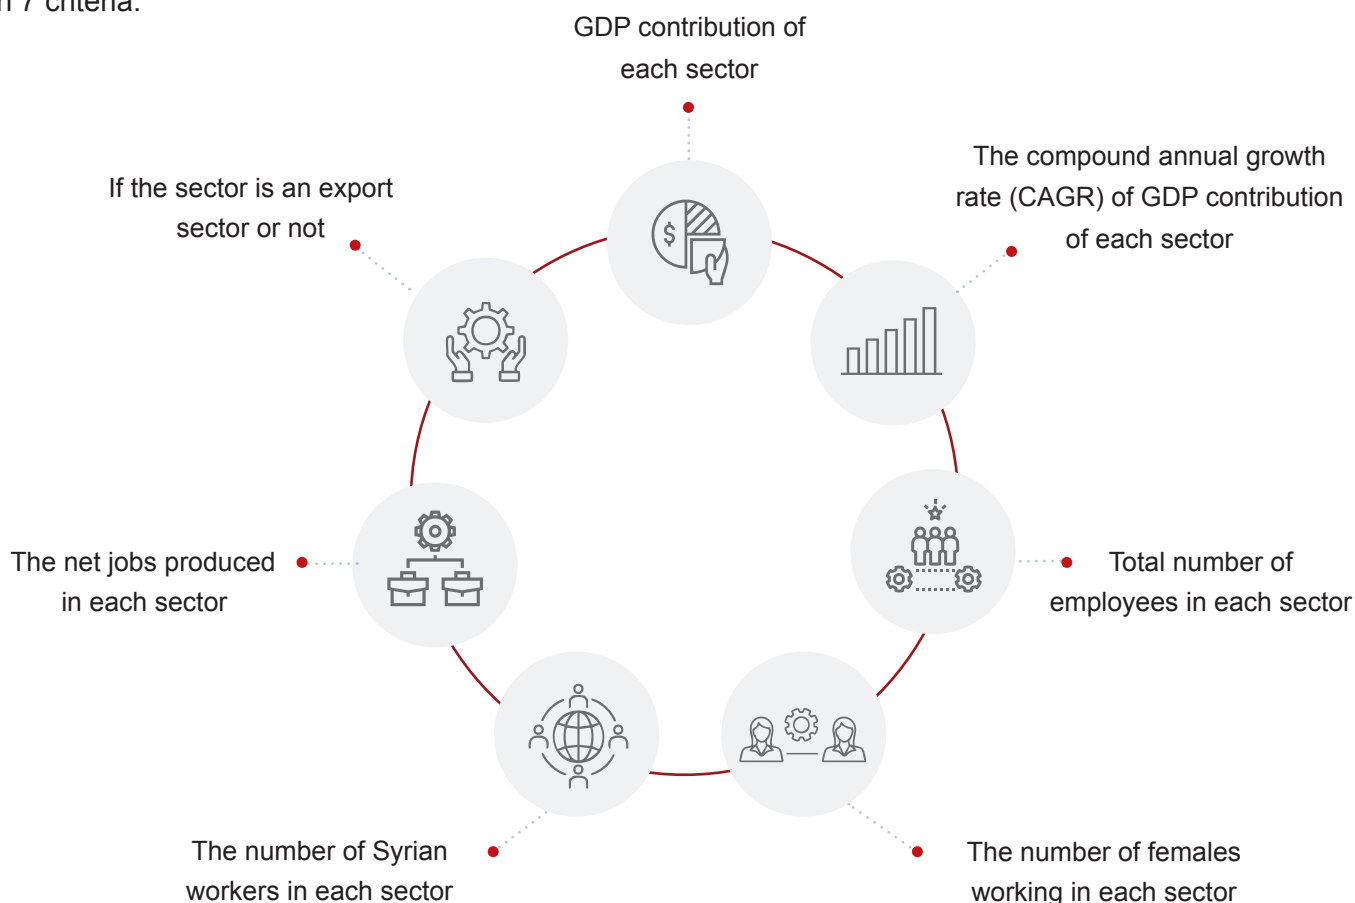 7 criteria.
GDP contribution of
each sector
The compound annual growth
rate (CAGR) of GDP contribution
of each sector
If the sector is an export
sector or not
$
The net jobs produced
in each sector
Total number of
employees in each sector
The number of Syrian
workers in each sector
The number of females
working in each sector